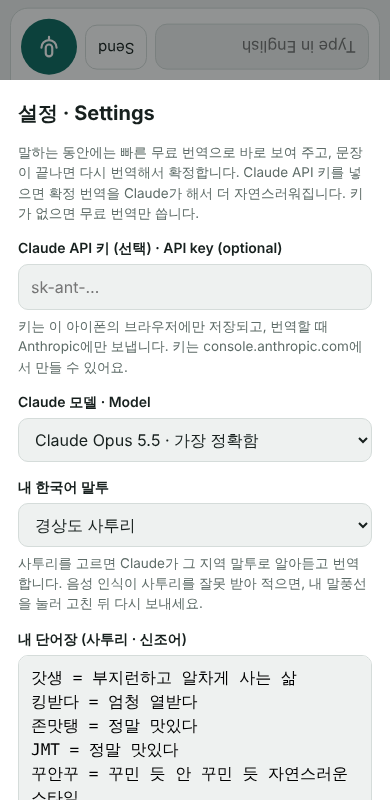 Type in English
Send
설정 · Settings
말하는 동안에는 빠른 무료 번역으로 바로 보여 주고, 문장
이 끝나면 다시 번역해서 확정합니다. Claude API 키를 넣
으면 확정 번역을 Claude가 해서 더 자연스러워집니다. 키
가 없으면 무료 번역만 씁니다.
Claude API 키 (선택) · API key (optional)
sk-ant-...
키는 이 아이폰의 브라우저에만 저장되고, 번역할 때
Anthropic에만 보냅니다. 키는 console.anthropic.com에
서 만들 수 있어요.
Claude 모델 · Model
Claude Opus 5.5 · 가장 정확함
내 한국어 말투
경상도 사투리
사투리를 고르면 Claude가 그 지역 말투로 알아듣고 번역
합니다. 음성 인식이 사투리를 잘못 받아 적으면, 내 말풍선
을 눌러 고친 뒤 다시 보내세요.
내 단어장 (사투리 · 신조어)
갓생 = 부지런하고 알차게 사는 삶
킹받다 = 엄청 열받다
존맛탱 = 정말 맛있다
JMT = 정말 맛있다
꾸안꾸 = 꾸민 듯 안 꾸민 듯 자연스러운
스타일